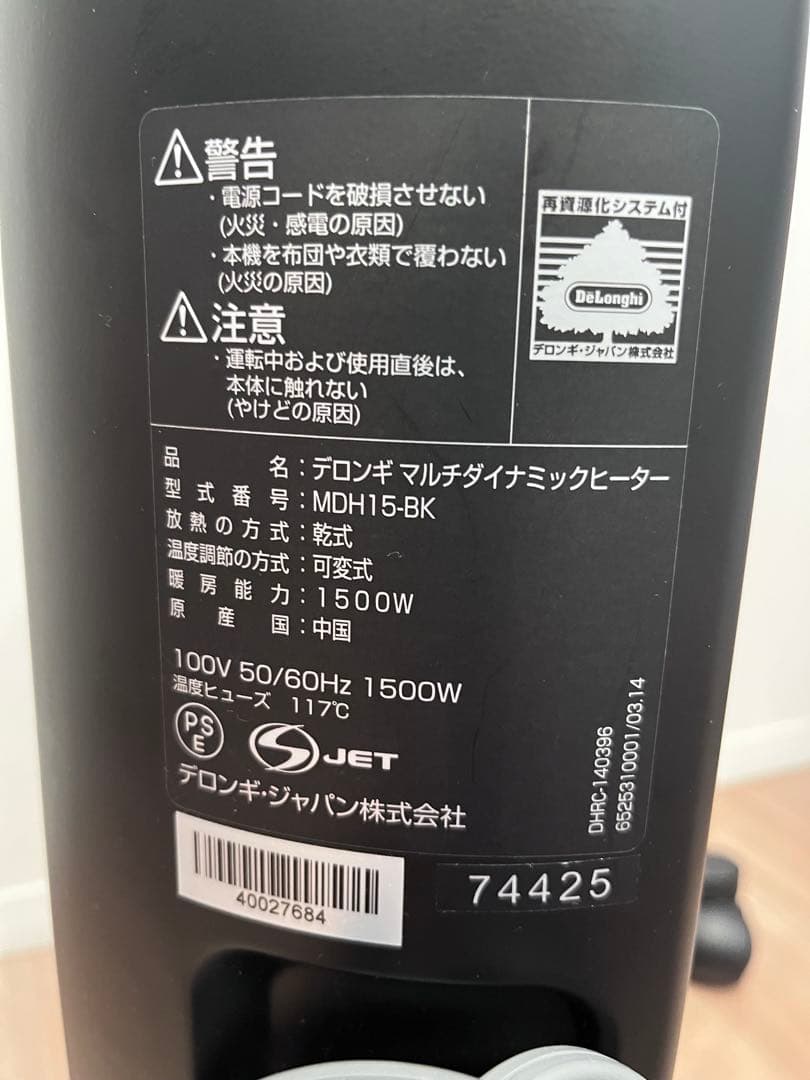 警告
・電源コードを破損させない
(火災・感電の原因)
・本機を布団や衣類で覆わない
(火災の原因)
注意
・運転中および使用直後は、
本体に触れない
(やけどの原因)
再資源化システム付
DeLonghi
デロンギ・ジャパン株式会社
品名：デロンギ マルチダイナミックヒーター
型式番号：MDH15-BK
放熱の方式：乾式
温度調節の方式：可変式
暖房能力：1500W
原産国：中国
100V 50/60Hz 1500W
温度ヒューズ 117℃
PSE
JET
デロンギ・ジャパン株式会社
DHRC-140396
6525310001/03.14
40027684
74425